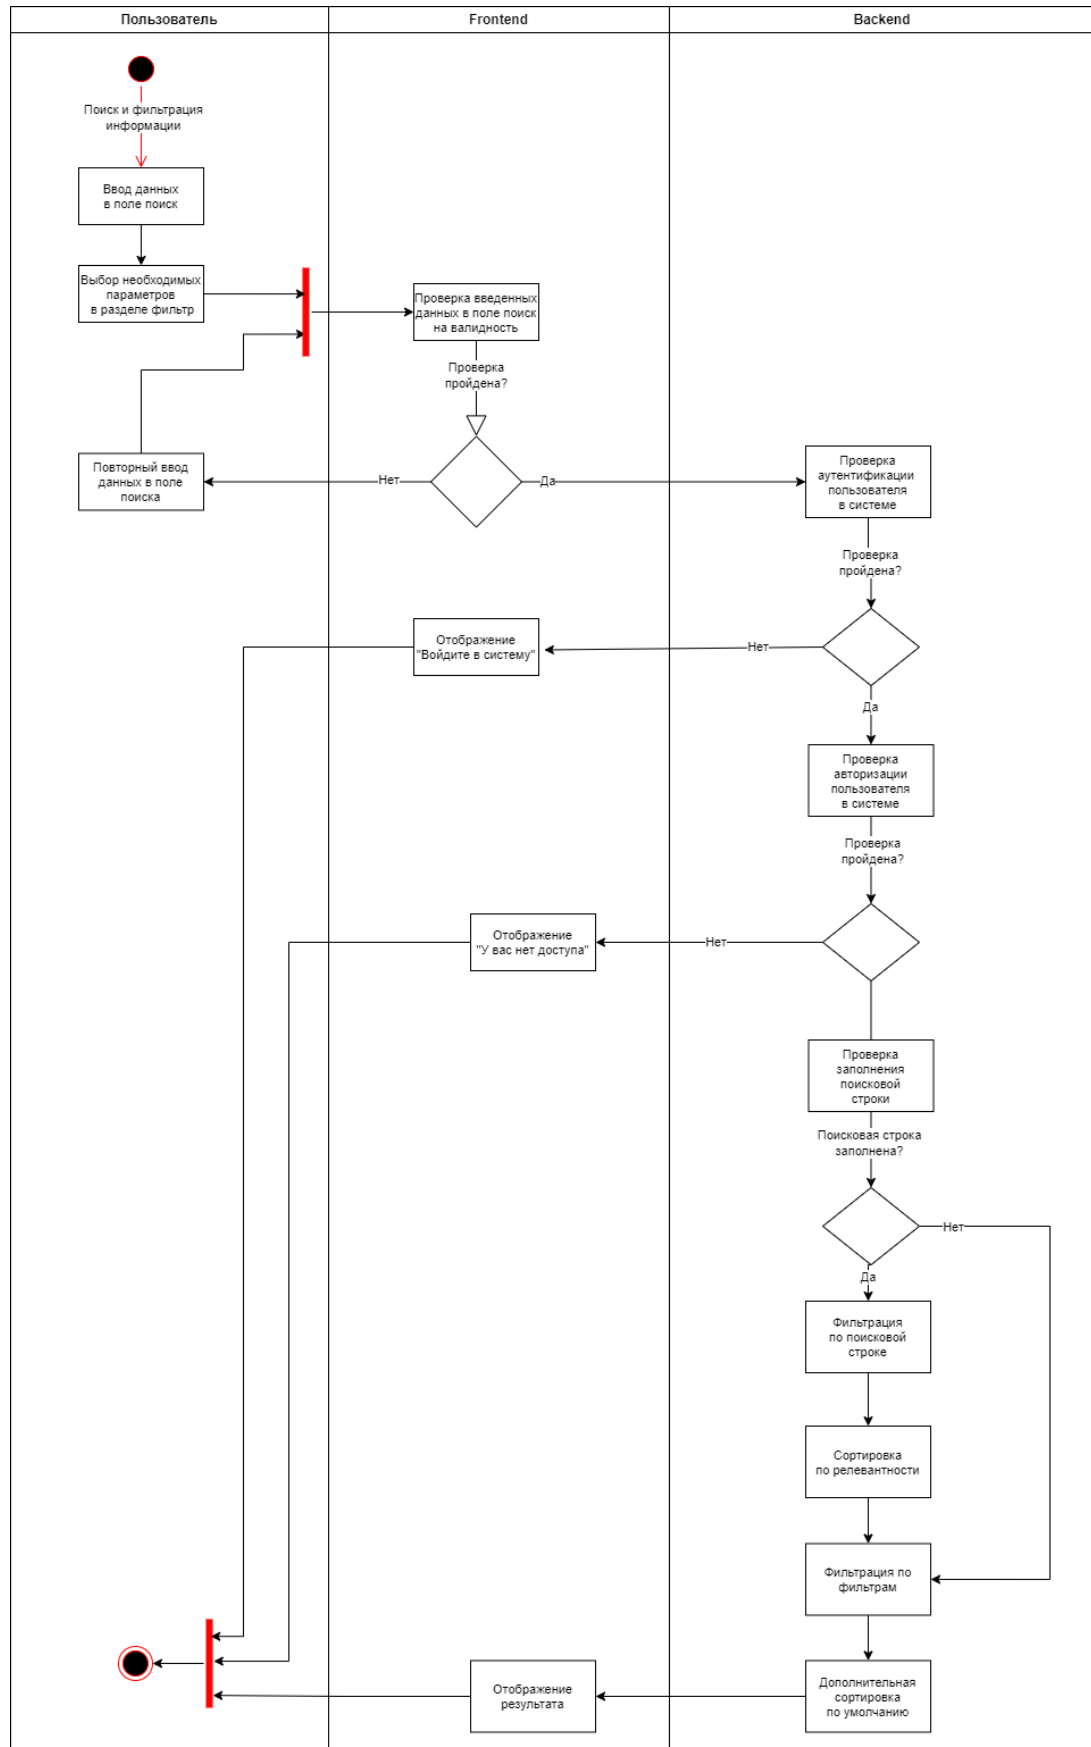 Пользователь
Frontend
Backend
Поиск и фильтрация
информации
Ввод данных
в поле поиск
Выбор необходимых
параметров
в разделе фильтр
Проверка введенных
данных в поле поиск
на валидность
Проверка
пройдена?
Повторный ввод
данных в поле
поиска
Нет
Да
Проверка
аутентификации
пользователя
в системе
Проверка
пройдена?
Отображение
"Войдите в систему"
Нет
Да
Проверка
авторизации
пользователя
в системе
Проверка
пройдена?
Отображение
"У вас нет доступа"
Нет
Проверка
заполнения
поисковой
строки
Поисковая строка
заполнена?
Нет
Да
Фильтрация
по поисковой
строке
Сортировка
по релевантности
Фильтрация по
фильтрам
Отображение
результата
Дополнительная
сортировка
по умолчанию